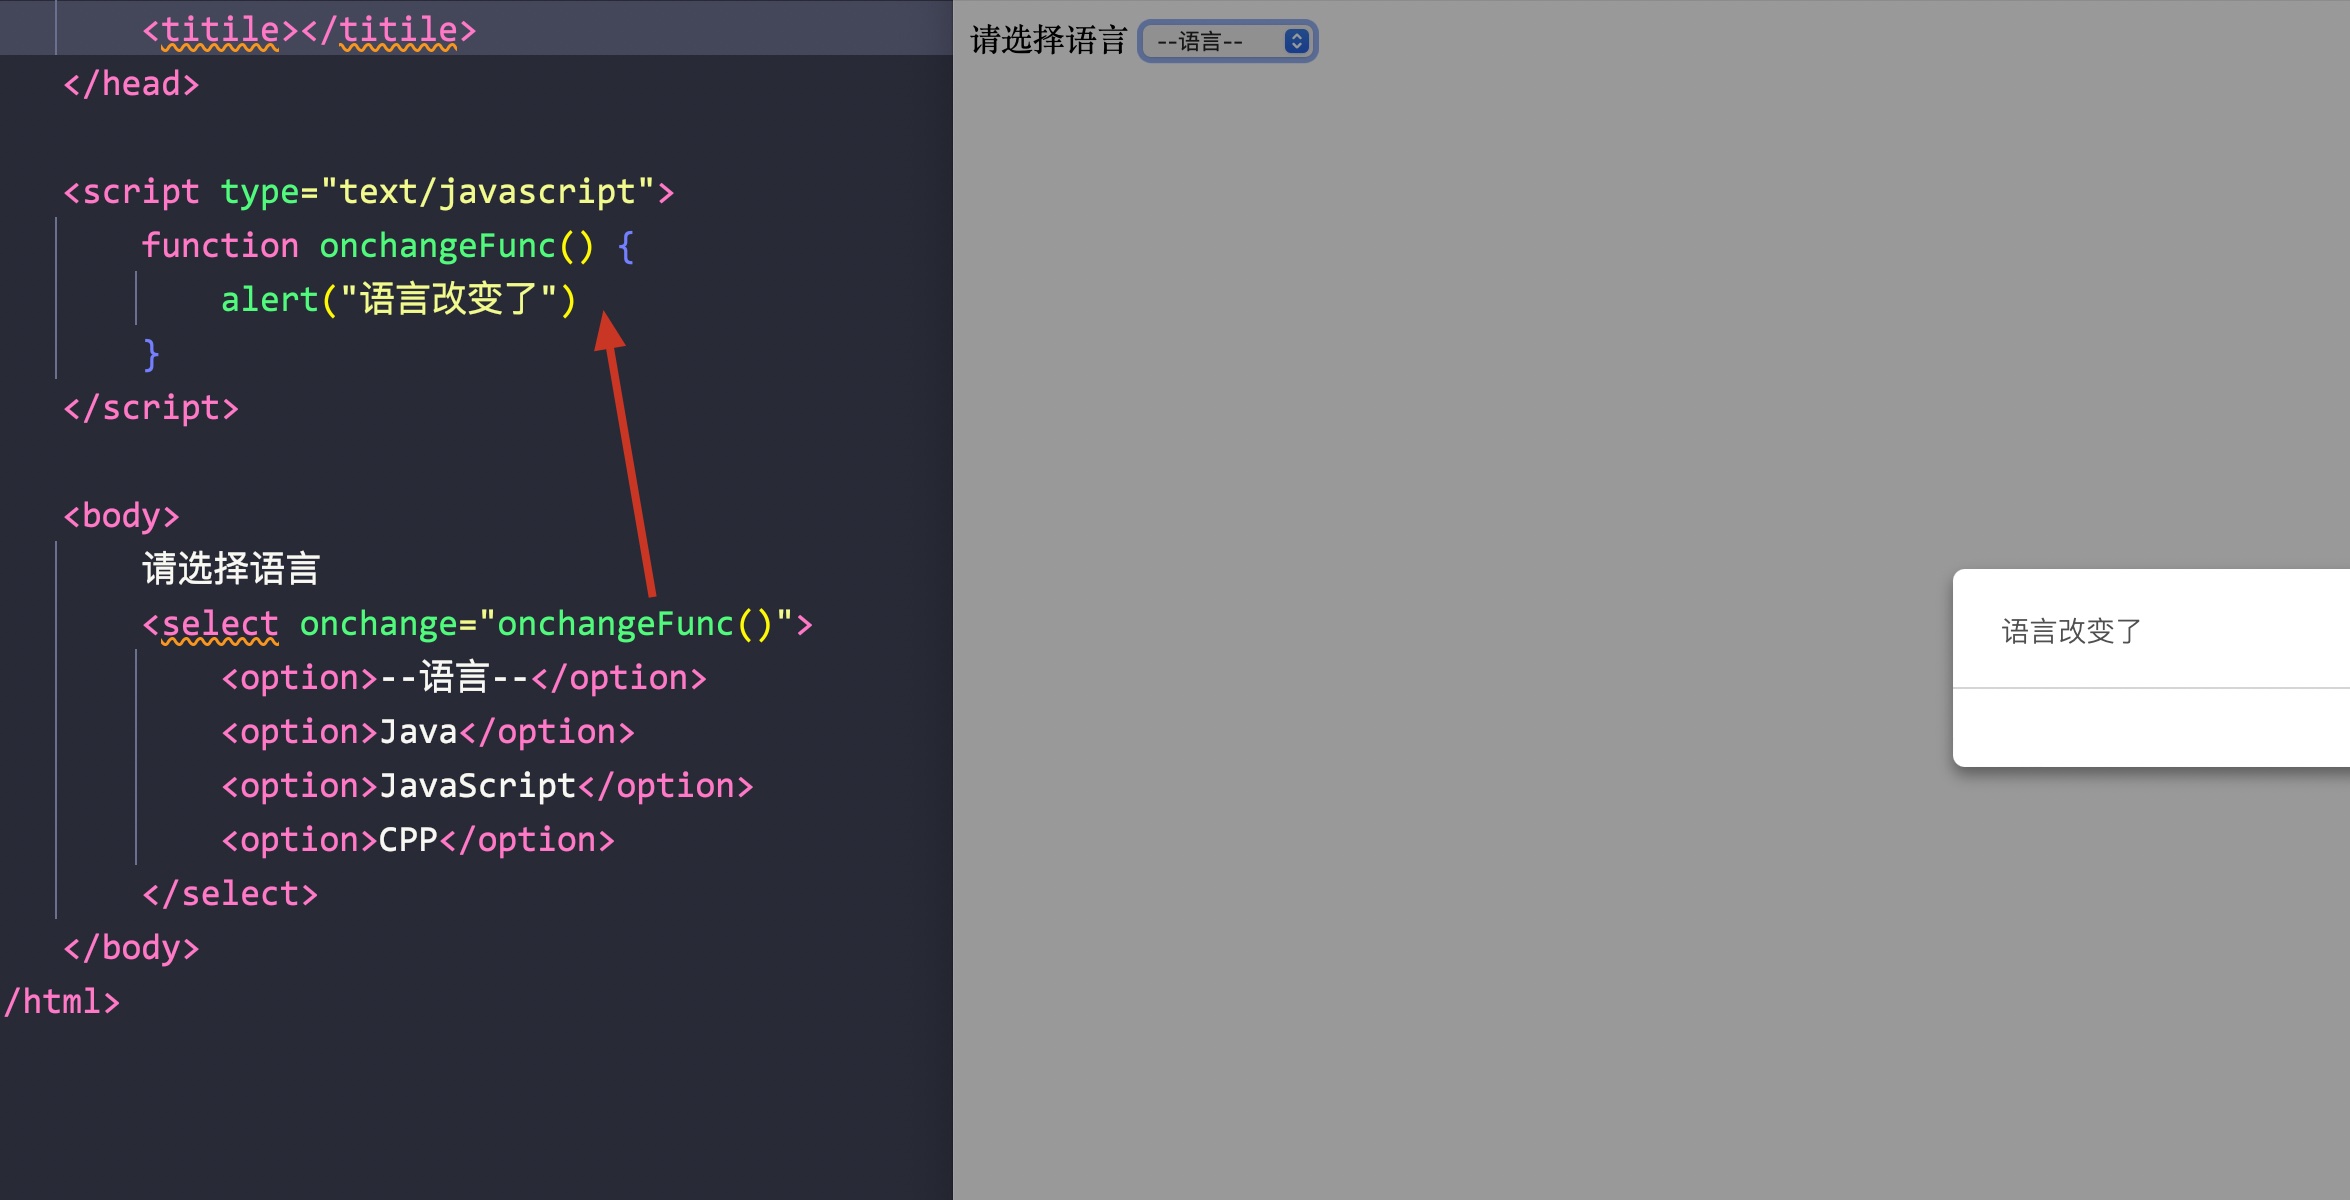 <titile></titile>
</head>
<script type="text/javascript">
function onchangeFunc() {
alert("语言改变了")
}
</script>
<body>
请选择语言
<select onchange="onchangeFunc()">
<option>--语言--</option>
<option>Java</option>
<option>JavaScript</option>
<option>CPP</option>
</select>
</body>
/html>
请选择语言 --语言--
语言改变了